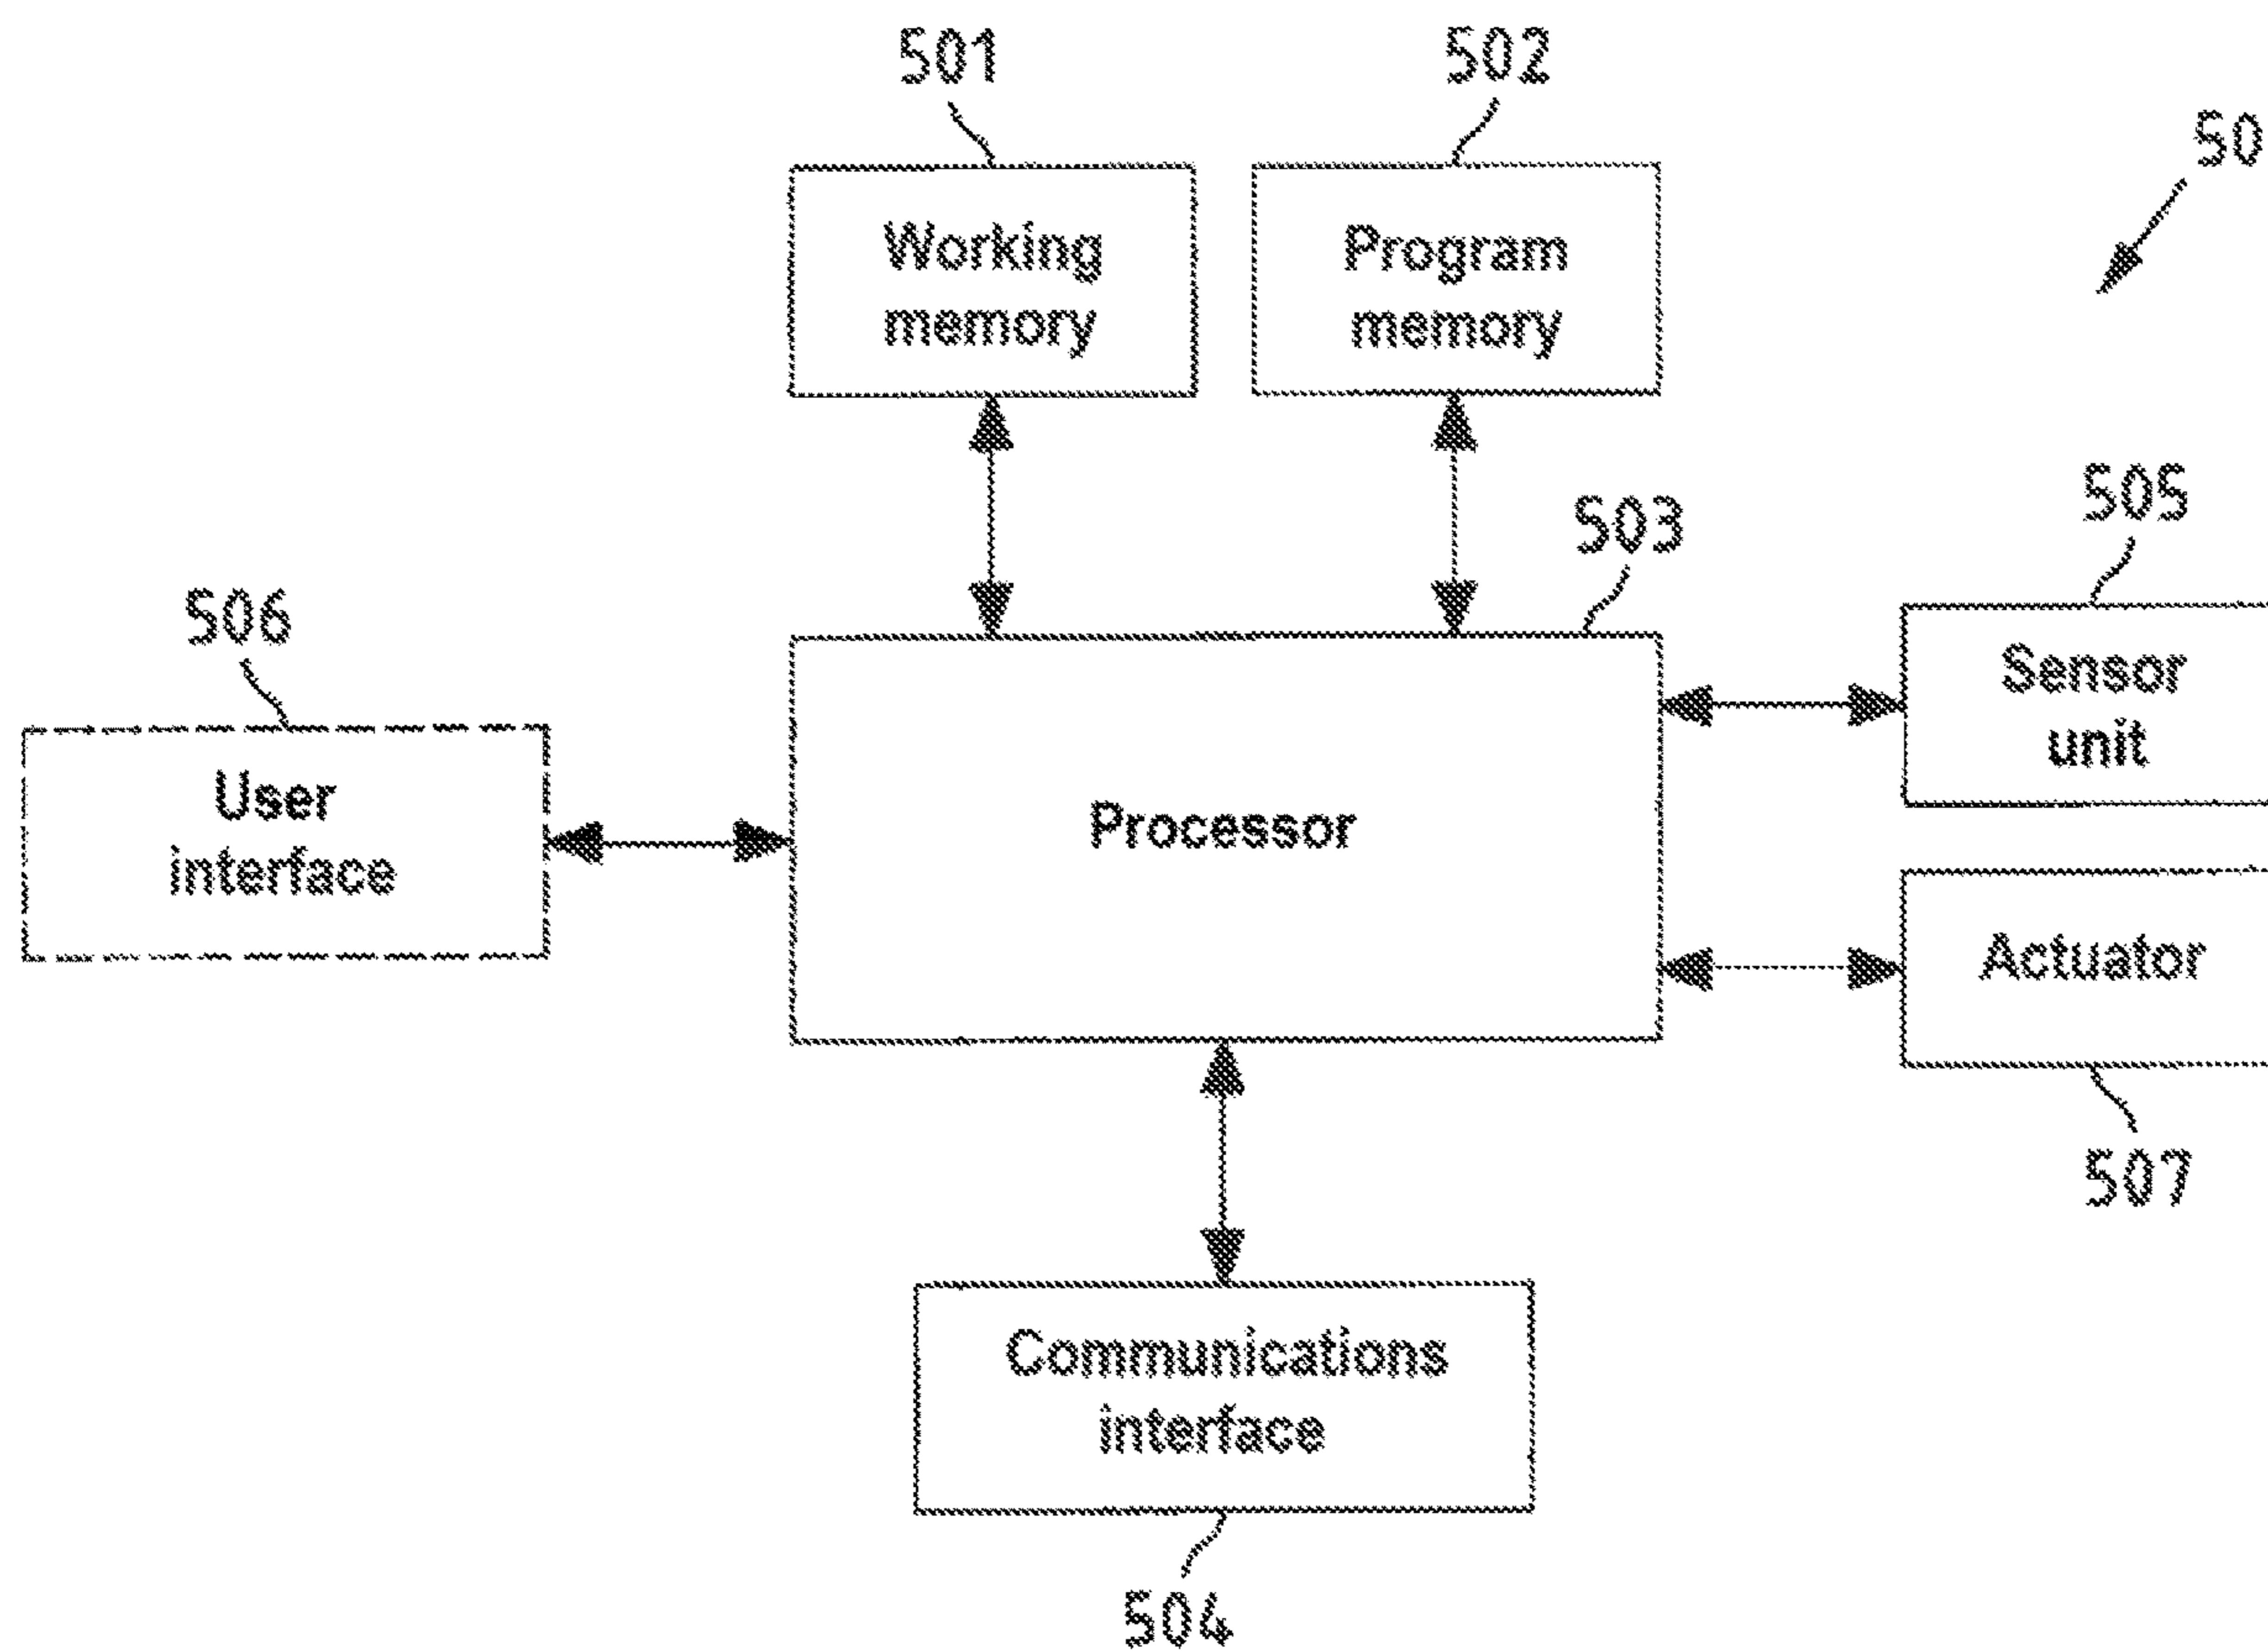 501
502
50
Working
memory
Program
memory
503
505
506
Sensor
unit
User
interface
Processor
Actuator
507
Communications
interface
504